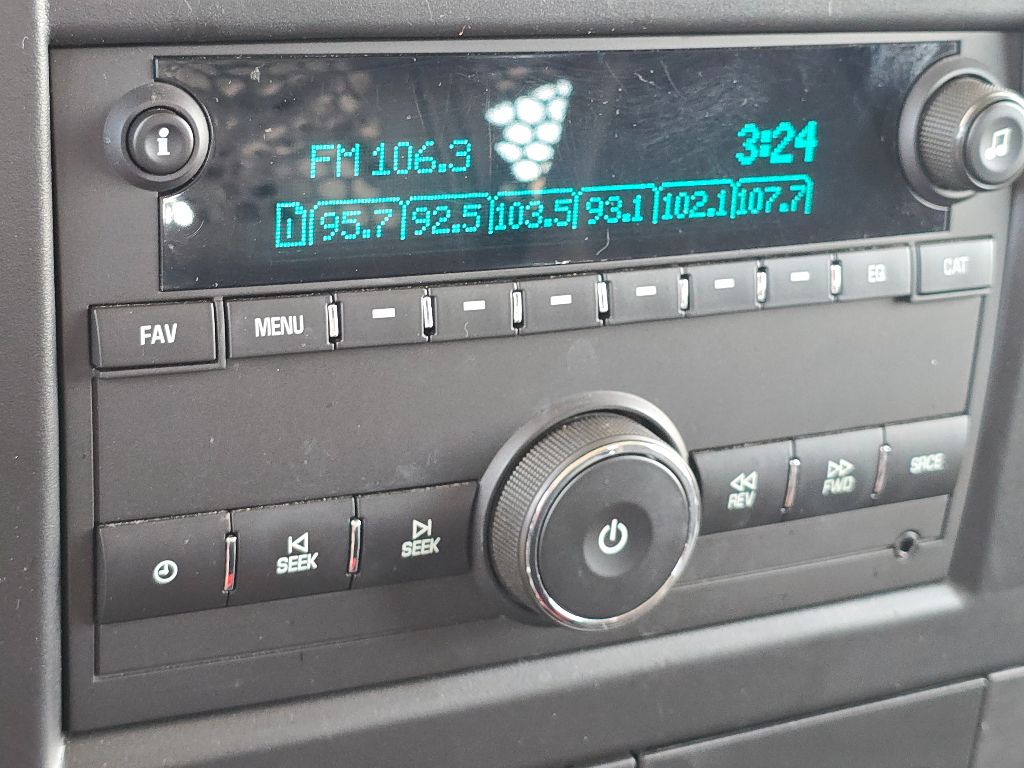 i
FM 106.3 3:24
1 95.7 92.5 103.5 93.1 102.1 107.7
FAV MENU EQ CAT
SEEK SEEK REV FWD SRCE